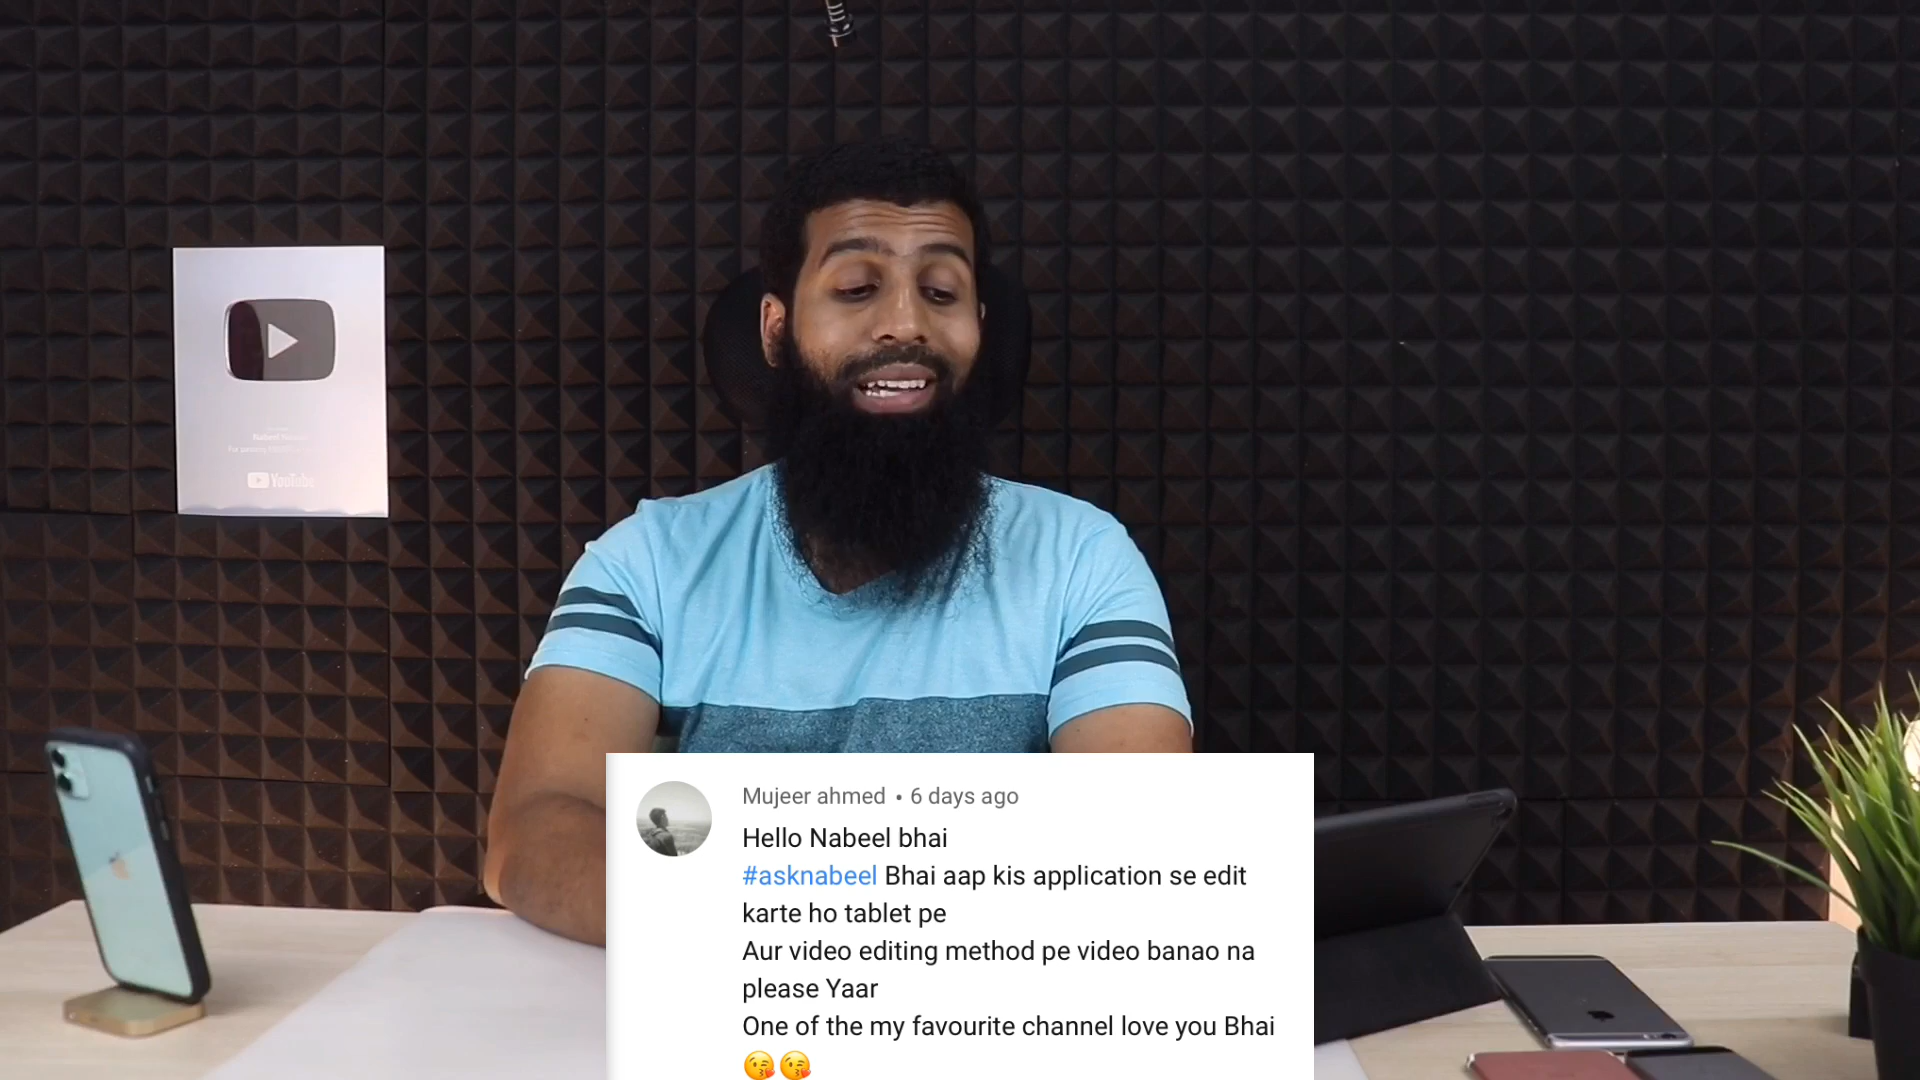 Nabeel
YouTube
Mujeer ahmed • 6 days ago
Hello Nabeel bhai
#asknabeel Bhai aap kis application se edit
karte ho tablet pe
Aur video editing method pe video banao na
please Yaar
One of the my favourite channel love you Bhai
😘😘